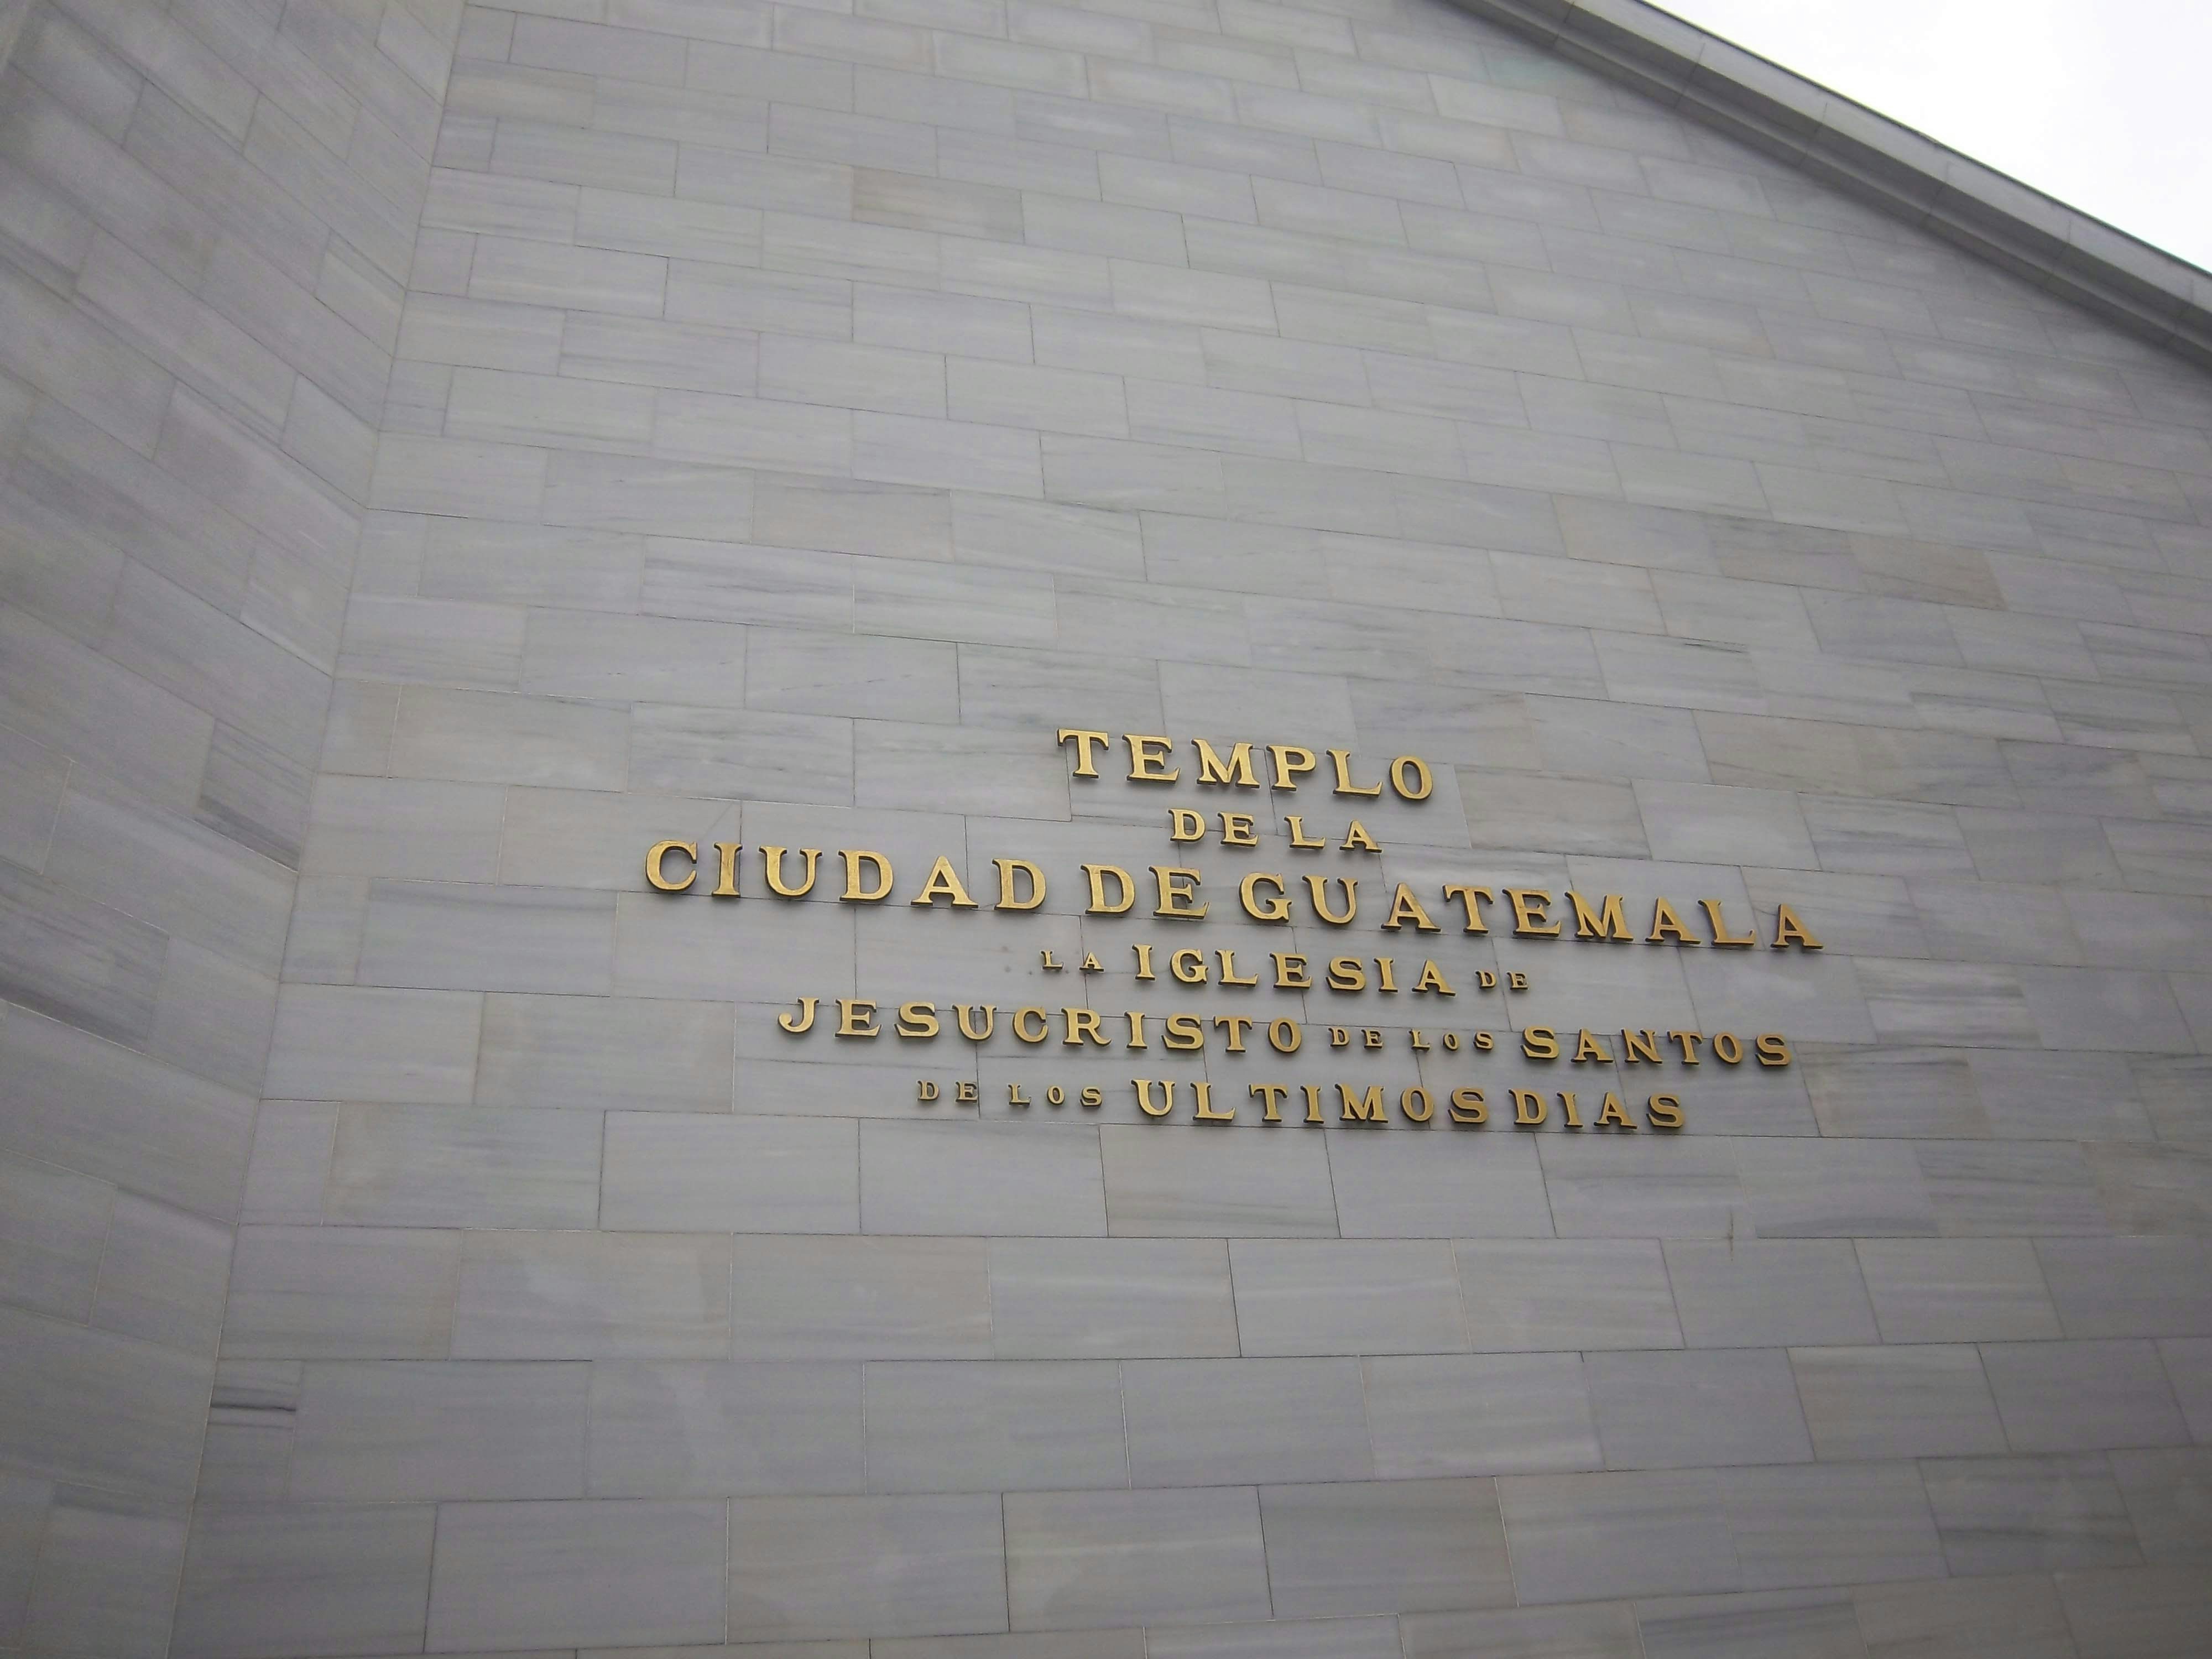 TEMPLO
DE LA
CIUDAD DE GUATEMALA
LA IGLESIA DE
JESUCRISTO DE LOS SANTOS
DE LOS ULTIMOS DIAS